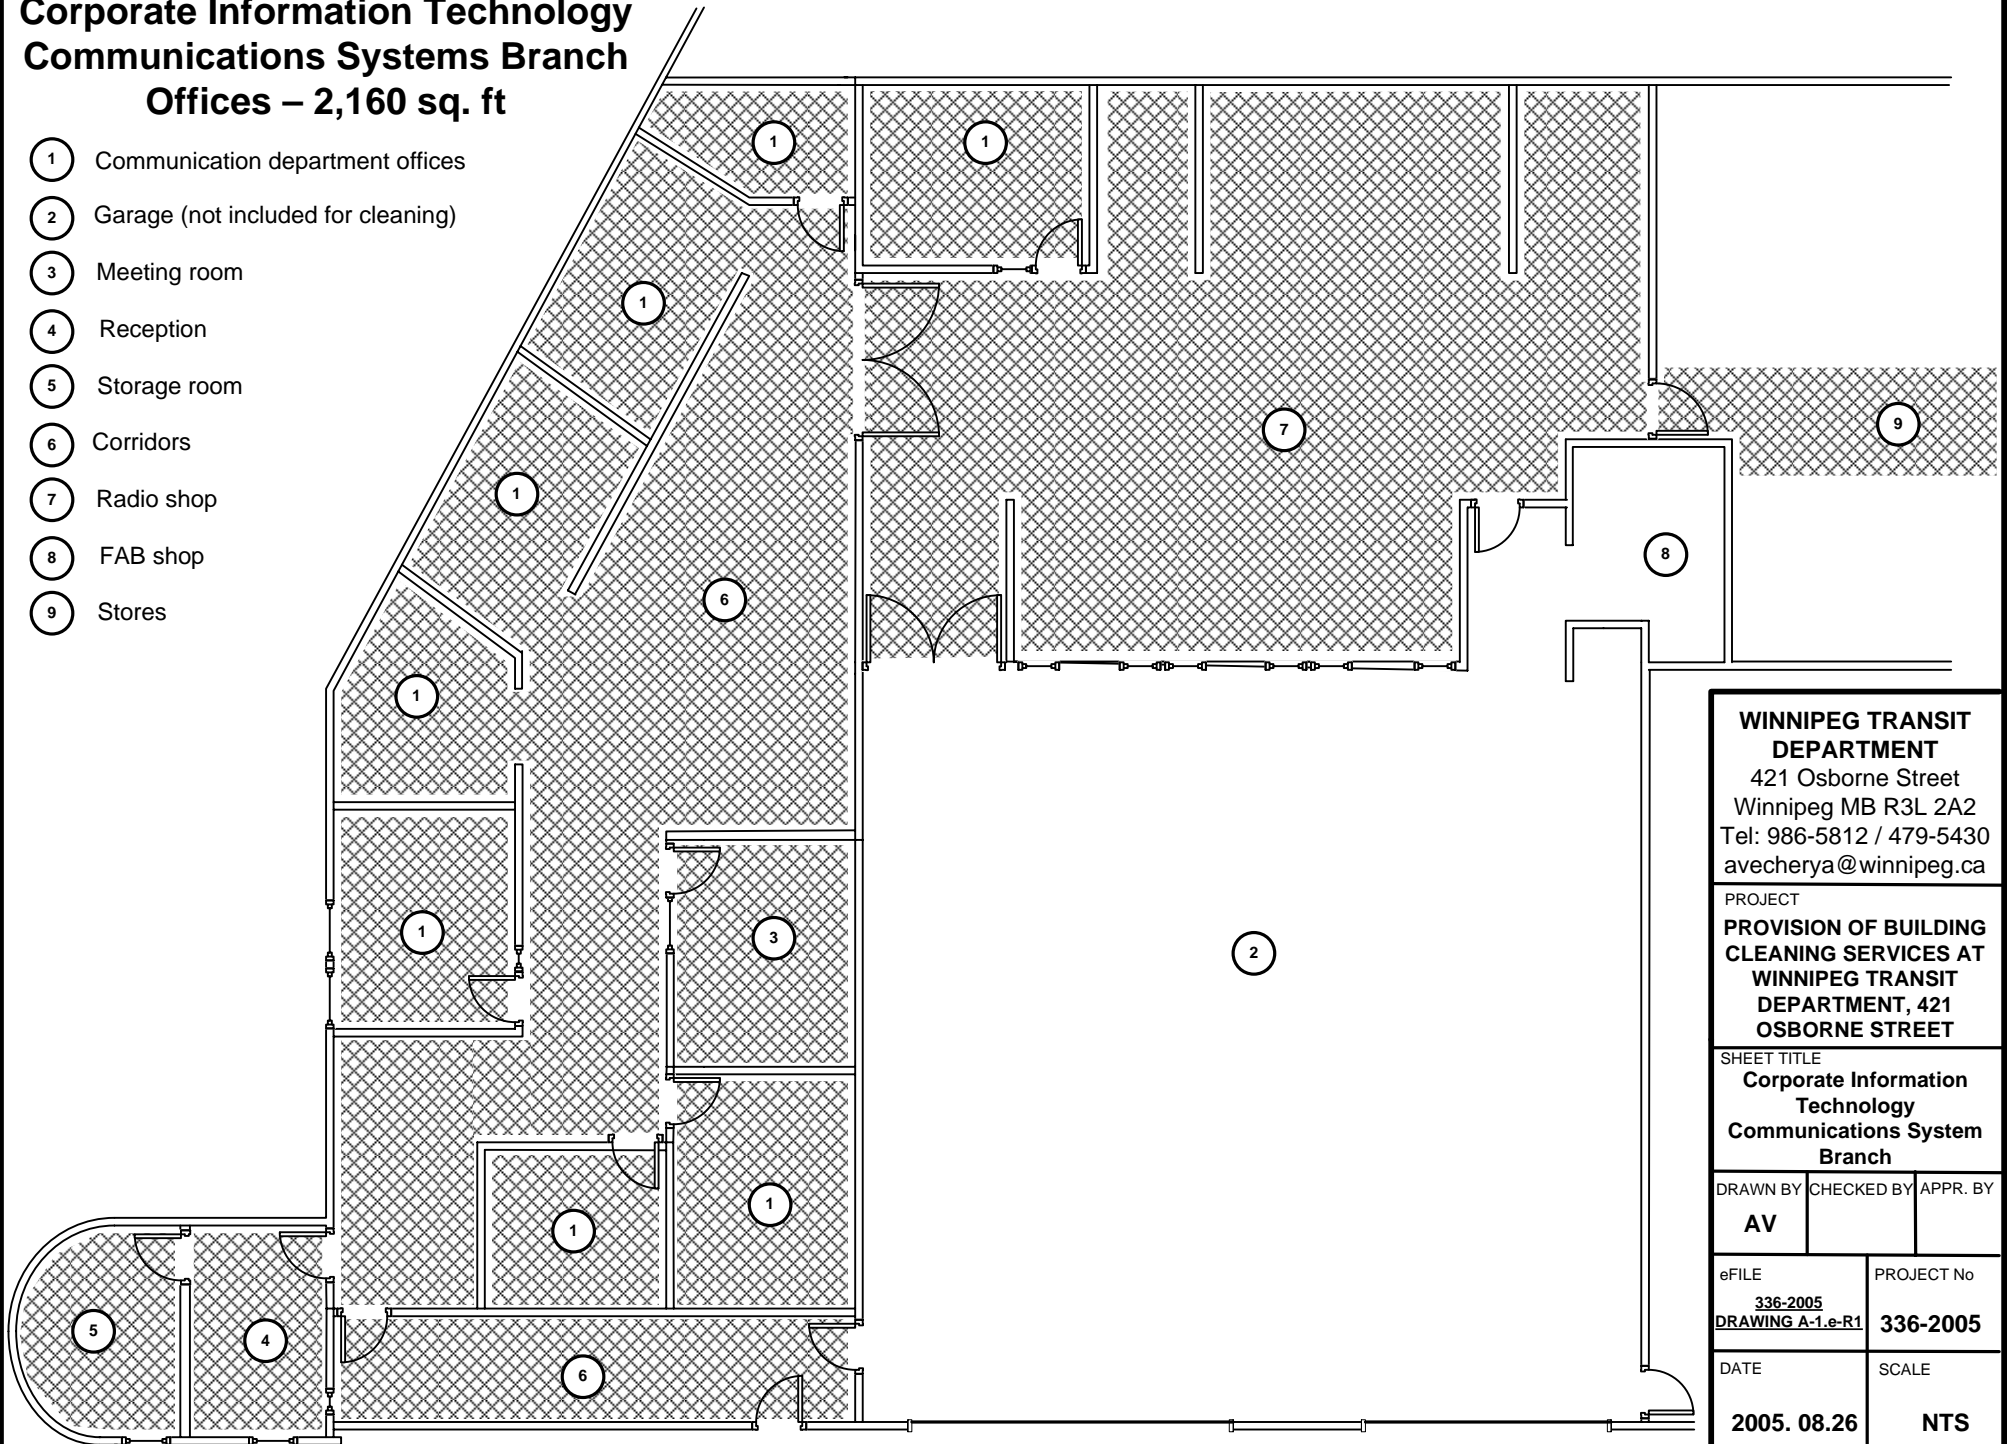 Corporate Information Technology
Communications Systems Branch
Offices – 2,160 sq. ft
1 Communication department offices
2 Garage (not included for cleaning)
3 Meeting room
4 Reception
5 Storage room
6 Corridors
7 Radio shop
8 FAB shop
9 Stores
1
1
1
7
9
1
8
6
1
1
3
2
1
1
5
4
6
WINNIPEG TRANSIT
DEPARTMENT
421 Osborne Street
Winnipeg MB R3L 2A2
Tel: 986-5812 / 479-5430
avecherya@winnipeg.ca
PROJECT
PROVISION OF BUILDING
CLEANING SERVICES AT
WINNIPEG TRANSIT
DEPARTMENT, 421
OSBORNE STREET
SHEET TITLE
Corporate Information
Technology
Communications System
Branch
DRAWN BY CHECKED BY APPR. BY
AV
eFILE PROJECT No
336-2005
DRAWING A-1.e-R1 336-2005
DATE SCALE
2005. 08.26 NTS